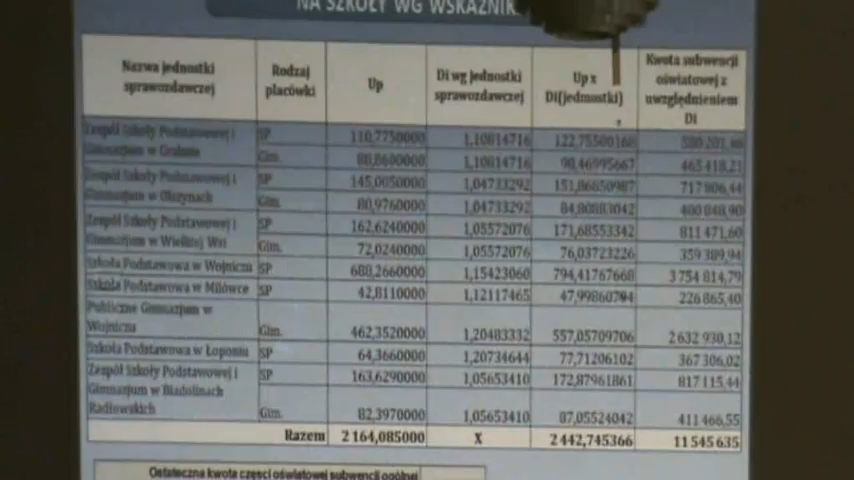 NA SZKOŁY WG WSKAŹNIK
Nazwa jednostki sprawozdawczej Rodzaj placówki Up Di wg jednostki sprawozdawczej Up x Di(jednostki) Kwota subwencji oświatowej z uwzględnieniem Di
Zespół Szkoły Podstawowej i SP 110,7750000 1,10814716 122,75500168
Gimnazjum w Grabnie Gim. 88,8600000 1,10814716 98,46995667 465 418,21
Zespół Szkoły Podstawowej i SP 145,0050000 1,04733292 151,86850987 717 806,44
Gimnazjum w Olszynach Gim. 80,9760000 1,04733292 84,80883042 400 848,90
Zespół Szkoły Podstawowej i SP 162,6240000 1,05572076 171,68553342 811 471,60
Gimnazjum w Wielkiej Wsi Gim. 72,0240000 1,05572076 76,03723226 359 389,94
Szkoła Podstawowa w Wojniczu SP 688,2660000 1,15423060 794,41767668 3 754 814,79
Szkoła Podstawowa w Milówce SP 42,8110000 1,12117465 47,99860794 226 865,40
Publiczne Gimnazjum w
Wojniczu Gim. 462,3520000 1,20483332 557,05709706 2 632 930,12
Szkoła Podstawowa w Łoponiu SP 64,3660000 1,20734644 77,71206102 367 306,02
Zespół Szkoły Podstawowej i SP 163,6290000 1,05653410 172,87961861 817 115,44
Gimnazjum w Biadolinach
Radłowskich Gim. 82,3970000 1,05653410 87,05524042 411 466,55
Razem 2 164,085000 X 2 442,745366 11 545 635
Ostateczna kwota części oświatowej subwencji ogólnej